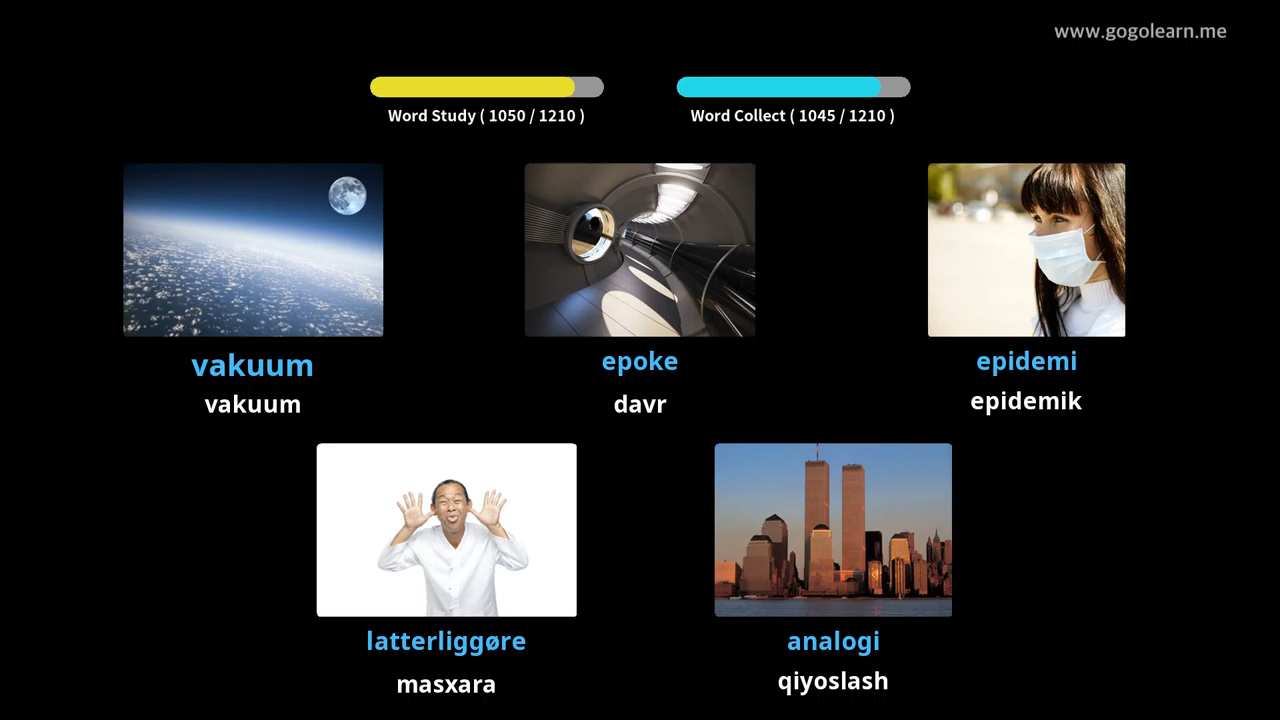 www.gogolearn.me
Word Study ( 1050 / 1210 )
Word Collect ( 1045 / 1210 )
vakuum
vakuum
epoke
davr
epidemi
epidemik
latterliggøre
masxara
analogi
qiyoslash